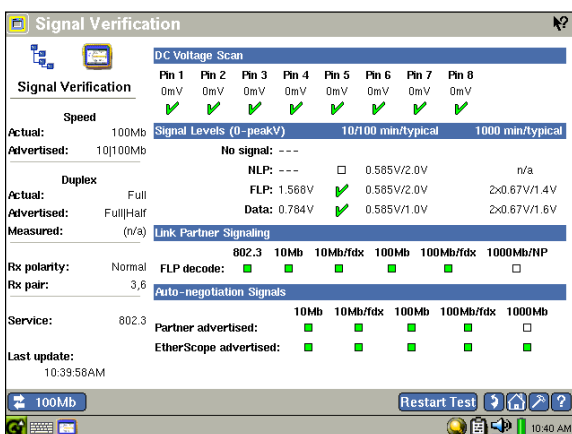 Signal Verification
Signal Verification
Speed
Actual: 100Mb
Advertised: 10|100Mb
Duplex
Actual: Full
Advertised: Full|Half
Measured: (n/a)
Rx polarity: Normal
Rx pair: 3,6
Service: 802.3
Last update:
10:39:58AM
DC Voltage Scan
Pin 1 Pin 2 Pin 3 Pin 4 Pin 5 Pin 6 Pin 7 Pin 8
0mV 0mV 0mV 0mV 0mV 0mV 0mV 0mV
Signal Levels (0-peakV) 10/100 min/typical 1000 min/typical
No signal: ---
NLP: --- 0.585V/2.0V n/a
FLP: 1.568V 0.585V/2.0V 2x0.67V/1.4V
Data: 0.784V 0.585V/1.0V 2x0.67V/1.6V
Link Partner Signaling
802.3 10Mb 10Mb/fdx 100Mb 100Mb/fdx 1000Mb/NP
FLP decode:
Auto-negotiation Signals
10Mb 10Mb/fdx 100Mb 100Mb/fdx 1000Mb
Partner advertised:
EtherScope advertised:
100Mb
Restart Test
?
10:40 AM